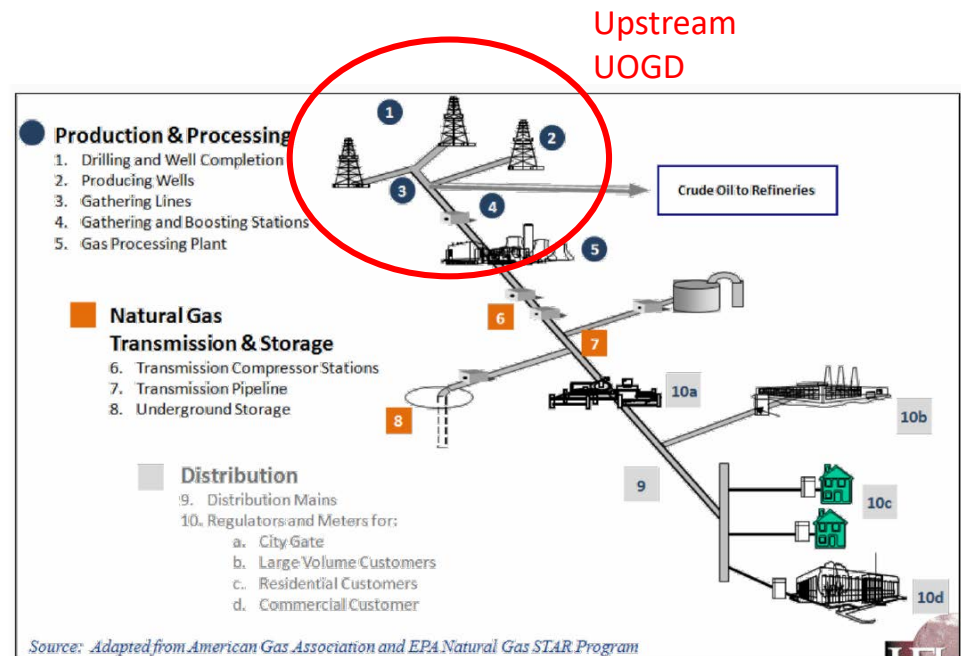 Upstream
UOGD
Production & Processing
1. Drilling and Well Completion
2. Producing Wells
3. Gathering Lines
4. Gathering and Boosting Stations
5. Gas Processing Plant
1
2
3
4
5
Crude Oil to Refineries
Natural Gas
Transmission & Storage
6. Transmission Compressor Stations
7. Transmission Pipeline
8. Underground Storage
6
7
8
10a
10b
Distribution
9. Distribution Mains
10. Regulators and Meters for:
a. City Gate
b. Large Volume Customers
c. Residential Customers
d. Commercial Customer
9
10c
10d
Source: Adapted from American Gas Association and EPA Natural Gas STAR Program